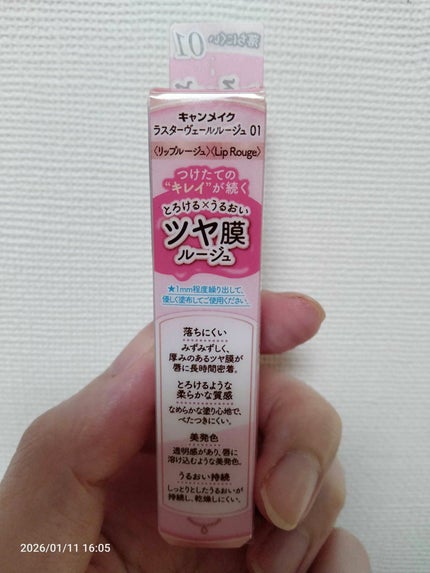 01 落ちにくい
キャンメイク
ラスターヴェールルージュ 01
〈リップルージュ〉〈Lip Rouge〉
つけたての
“キレイ”が続く
とろける×うるおい
ツヤ膜
ルージュ
★1mm程度繰り出して、
優しく塗布してご使用ください。
落ちにくい
みずみずしく、
厚みのあるツヤ膜が
唇に長時間密着。
とろけるような
柔らかな質感
なめらかな塗り心地で、
べたつきにくい。
美発色
透明感があり、唇に
溶け込むような美発色。
うるおい持続
しっとりとしたうるおいが
持続し、乾燥しにくい。
2026/01/11 16:05